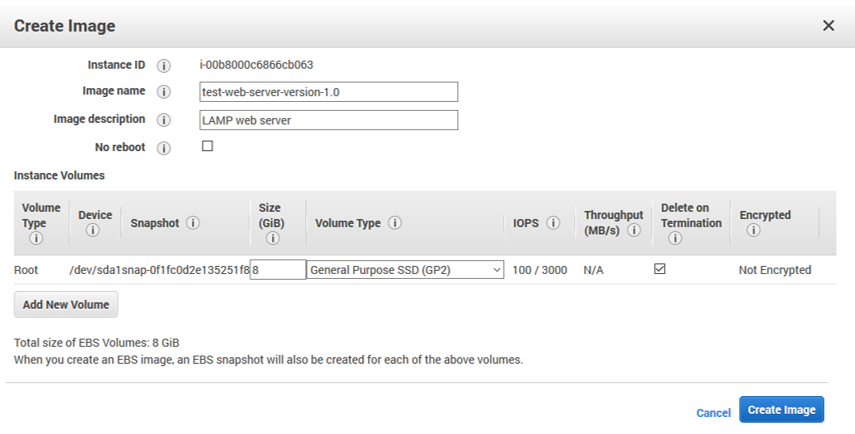 Create Image
Instance ID i-00b8000c6866cb063
Image name test-web-server-version-1.0
Image description LAMP web server
No reboot
Instance Volumes
Volume Type Device Snapshot Size (GiB) Volume Type IOPS Throughput (MB/s) Delete on Termination Encrypted
Root /dev/sda1 snap-0f1fc0d2e135251f8 8 General Purpose SSD (GP2) 100 / 3000 N/A Not Encrypted
Add New Volume
Total size of EBS Volumes: 8 GiB
When you create an EBS image, an EBS snapshot will also be created for each of the above volumes.
Cancel Create Image